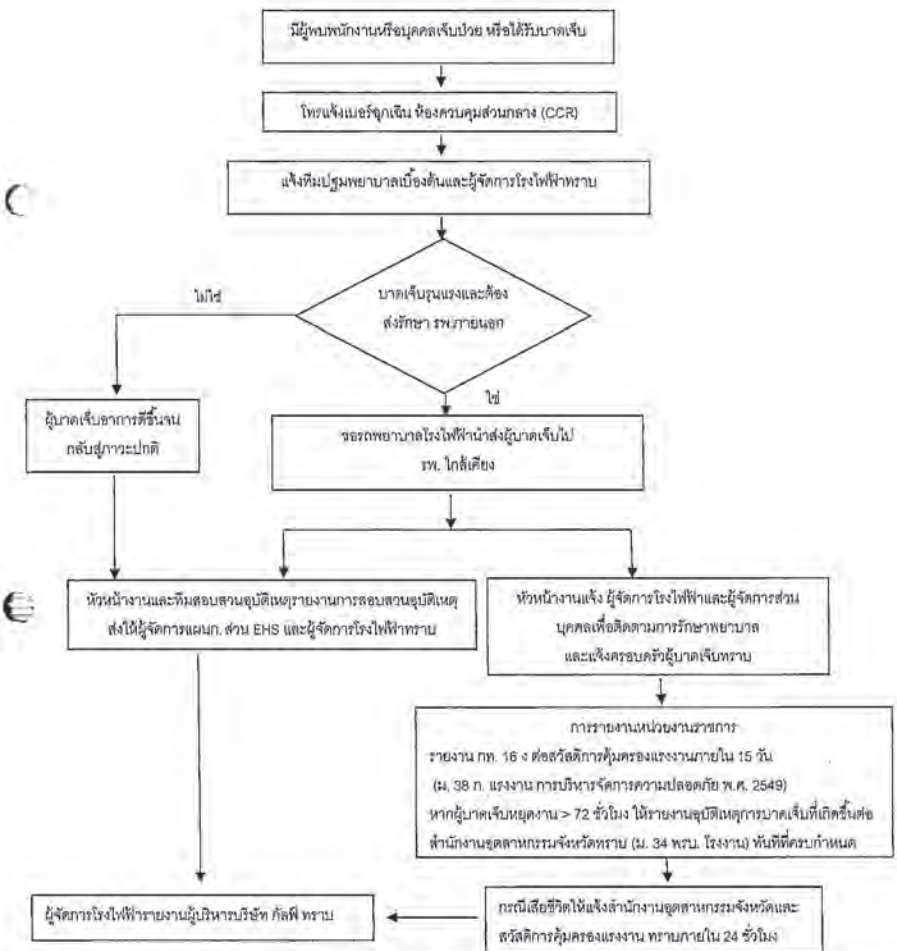 มีผู้พบพนักงานหรือบุคคลเจ็บป่วย หรือได้รับบาดเจ็บ
โทรแจ้งเบอร์ฉุกเฉิน ห้องควบคุมส่วนกลาง (CCR)
แจ้งทีมปฐมพยาบาลเบื้องต้นและผู้จัดการโรงไฟฟ้าทราบ
บาดเจ็บรุนแรงและต้อง
ส่งรักษา รพ.ภายนอก
ไม่ใช่
ใช่
ผู้บาดเจ็บอาการดีขึ้นจน
กลับสู่ภาวะปกติ
ขอรถพยาบาลโรงไฟฟ้านำส่งผู้บาดเจ็บไป
รพ. ใกล้เคียง
หัวหน้างานและทีมสอบสวนอุบัติเหตุรายงานการสอบสวนอุบัติเหตุ
ส่งให้ผู้จัดการแผนก, ส่วน EHS และผู้จัดการโรงไฟฟ้าทราบ
หัวหน้างานแจ้ง ผู้จัดการโรงไฟฟ้าและผู้จัดการส่วน
บุคคลเพื่อติดตามการรักษาพยาบาล
และแจ้งครอบครัวผู้บาดเจ็บทราบ
การรายงานหน่วยงานราชการ
รายงาน กท. 16 ง ต่อสวัสดิการคุ้มครองแรงงานภายใน 15 วัน
(ม. 38 ก. แรงงาน การบริหารจัดการความปลอดภัย พ.ศ. 2549)
หากผู้บาดเจ็บหยุดงาน > 72 ชั่วโมง ให้รายงานอุบัติเหตุการบาดเจ็บที่เกิดขึ้นต่อ
สำนักงานอุตสาหกรรมจังหวัดทราบ (ม. 34 พรบ. โรงงาน) ทันทีที่ครบกำหนด
ผู้จัดการโรงไฟฟ้ารายงานผู้บริหารบริษัท กัลฟ์ ทราบ
กรณีเสียชีวิตให้แจ้งสำนักงานอุตสาหกรรมจังหวัดและ
สวัสดิการคุ้มครองแรงงาน ทราบภายใน 24 ชั่วโมง